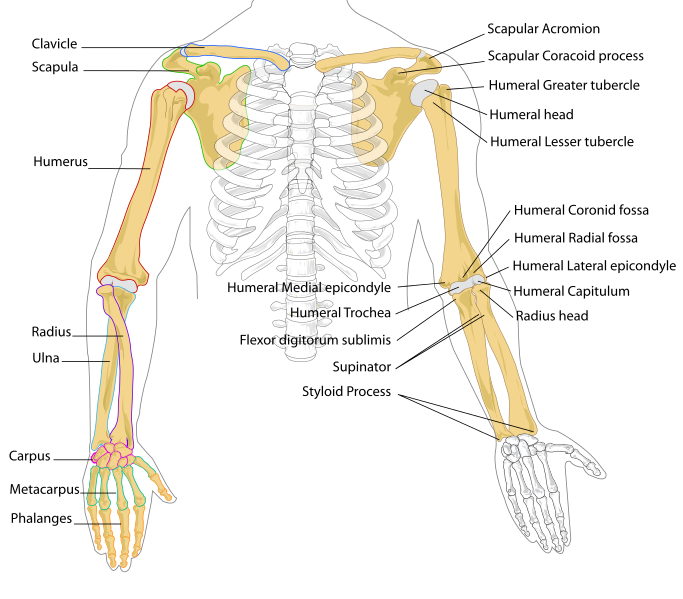 Clavicle
Scapula
Humerus
Radius
Ulna
Carpus
Metacarpus
Phalanges
Scapular Acromion
Scapular Coracoid process
Humeral Greater tubercle
Humeral head
Humeral Lesser tubercle
Humeral Coronid fossa
Humeral Radial fossa
Humeral Lateral epicondyle
Humeral Capitulum
Radius head
Humeral Medial epicondyle
Humeral Trochea
Flexor digitorum sublimis
Supinator
Styloid Process